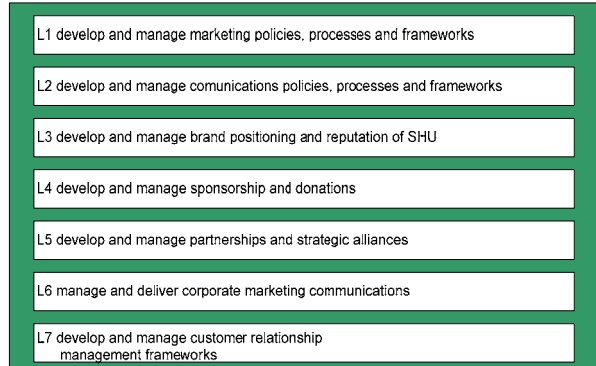 L1 develop and manage marketing policies, processes and frameworks
L2 develop and manage comunications policies, processes and frameworks
L3 develop and manage brand positioning and reputation of SHU
L4 develop and manage sponsorship and donations
L5 develop and manage partnerships and strategic alliances
L6 manage and deliver corporate marketing communications
L7 develop and manage customer relationship
management frameworks